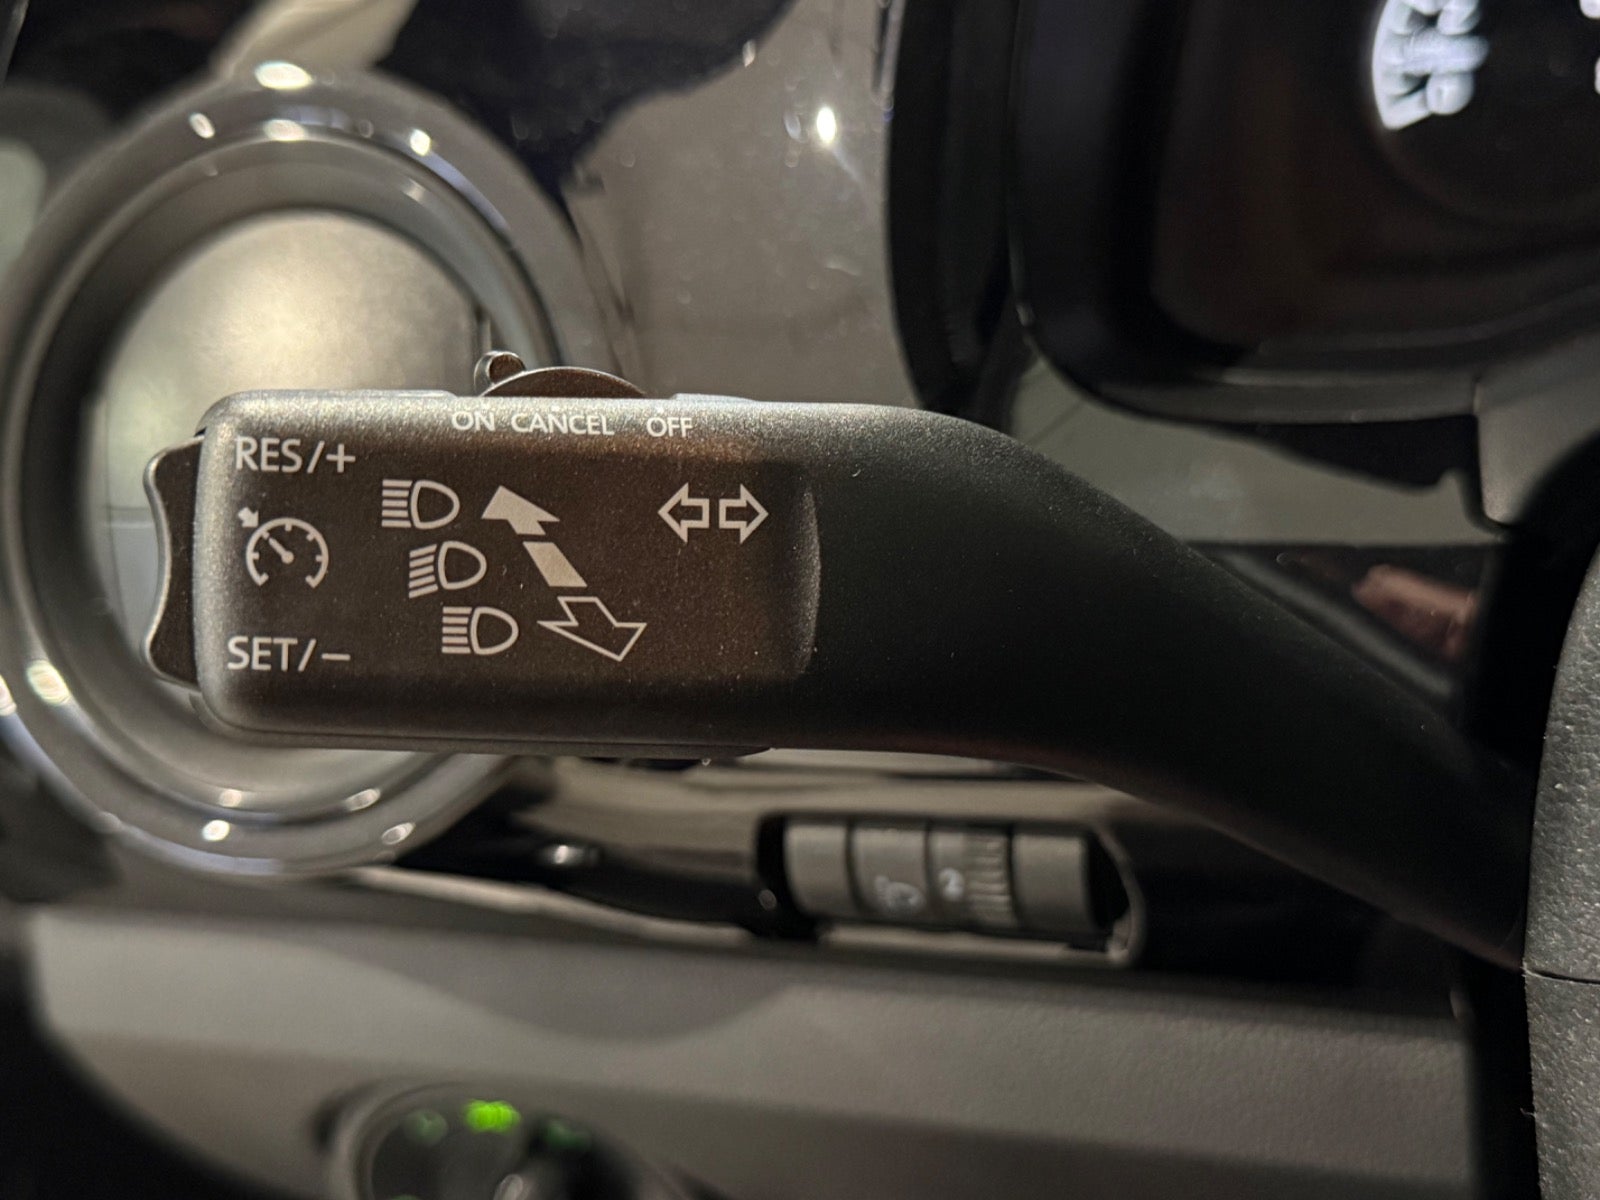 ON CANCEL OFF
RES/+
SET/−